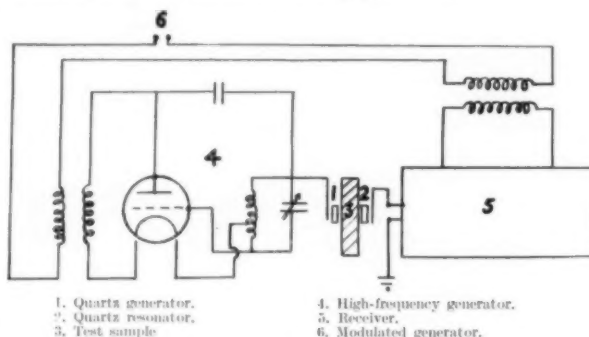 6
4
1
3
2
5
1. Quartz generator.
2. Quartz resonator.
3. Test sample
4. High-frequency generator.
5. Receiver.
6. Modulated generator.